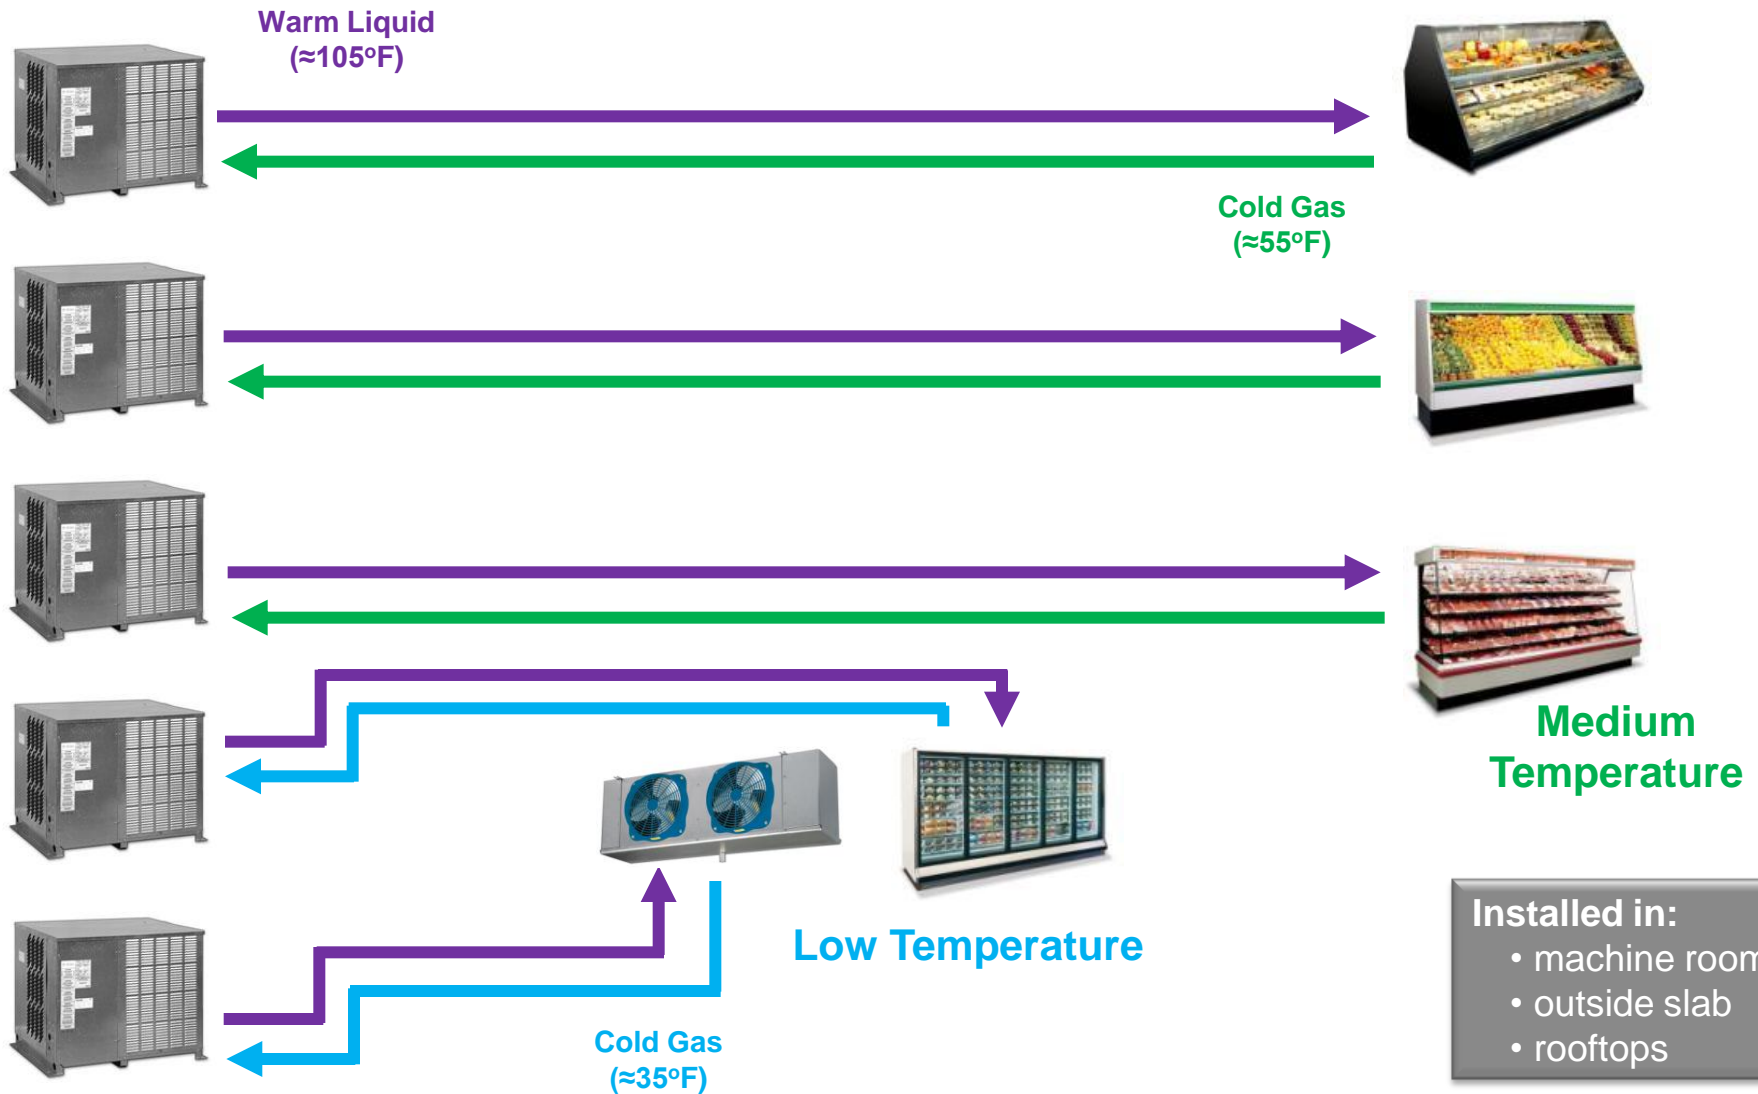 Warm Liquid
(≈105°F)
Cold Gas
(≈55°F)
Medium
Temperature
Low Temperature
Cold Gas
(≈35°F)
Installed in:
• machine room
• outside slab
• rooftops